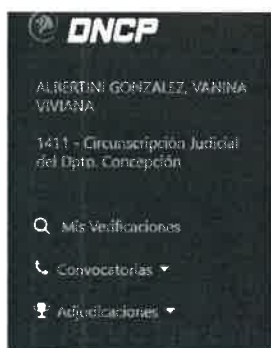 DNCP
ALBERTINI GONZALEZ, VANINA
VIVIANA
1411 - Circunscripción Judicial
del Dpto. Concepción
Mis Verificaciones
Convocatorias
Adjudicaciones